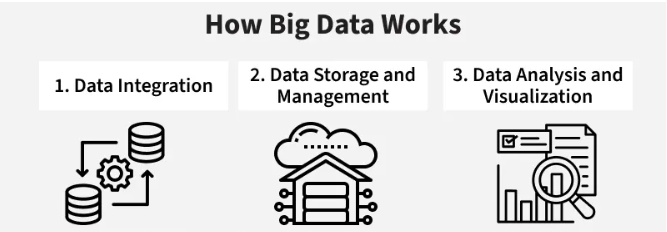 How Big Data Works
1. Data Integration
2. Data Storage and
Management
3. Data Analysis and
Visualization